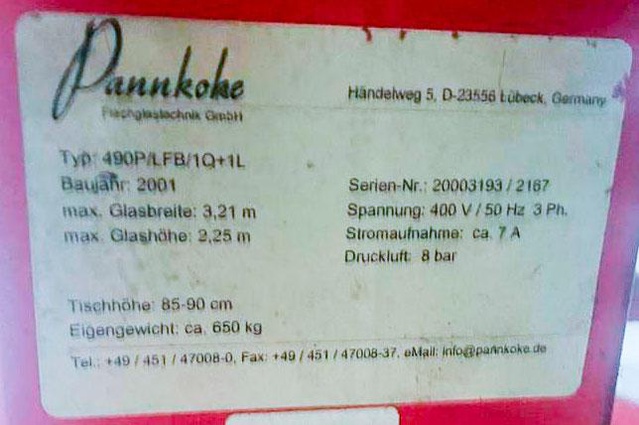 Pannkoke
Flachglastechnik GmbH
Händelweg 5, D-23556 Lübeck, Germany
Typ: 490P/LFB/1Q+1L
Baujahr: 2001
max. Glasbreite: 3,21 m
max. Glashöhe: 2,25 m
Serien-Nr.: 20003193 / 2167
Spannung: 400 V / 50 Hz 3 Ph.
Stromaufnahme: ca. 7 A
Druckluft: 8 bar
Tischhöhe: 85-90 cm
Eigengewicht: ca. 650 kg
Tel.: +49 / 451 / 47008-0, Fax: +49 / 451 / 47008-37, eMail: info@pannkoke.de